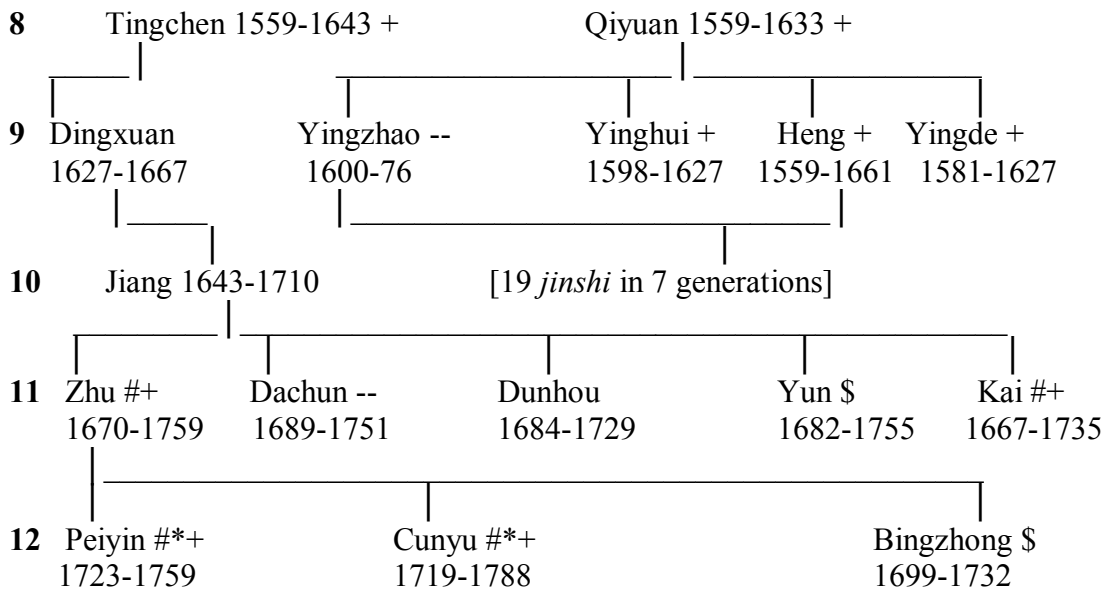 8 Tingchen 1559-1643 + Qiyuan 1559-1633 +
9 Dingxuan Yingzhao -- Yinghui + Heng + Yingde +
1627-1667 1600-76 1598-1627 1559-1661 1581-1627
10 Jiang 1643-1710 [19 jinshi in 7 generations]
11 Zhu #+ Dachun -- Dunhou Yun $ Kai #+
1670-1759 1689-1751 1684-1729 1682-1755 1667-1735
12 Peiyin #*+ Cunyu #*+ Bingzhong $
1723-1759 1719-1788 1699-1732